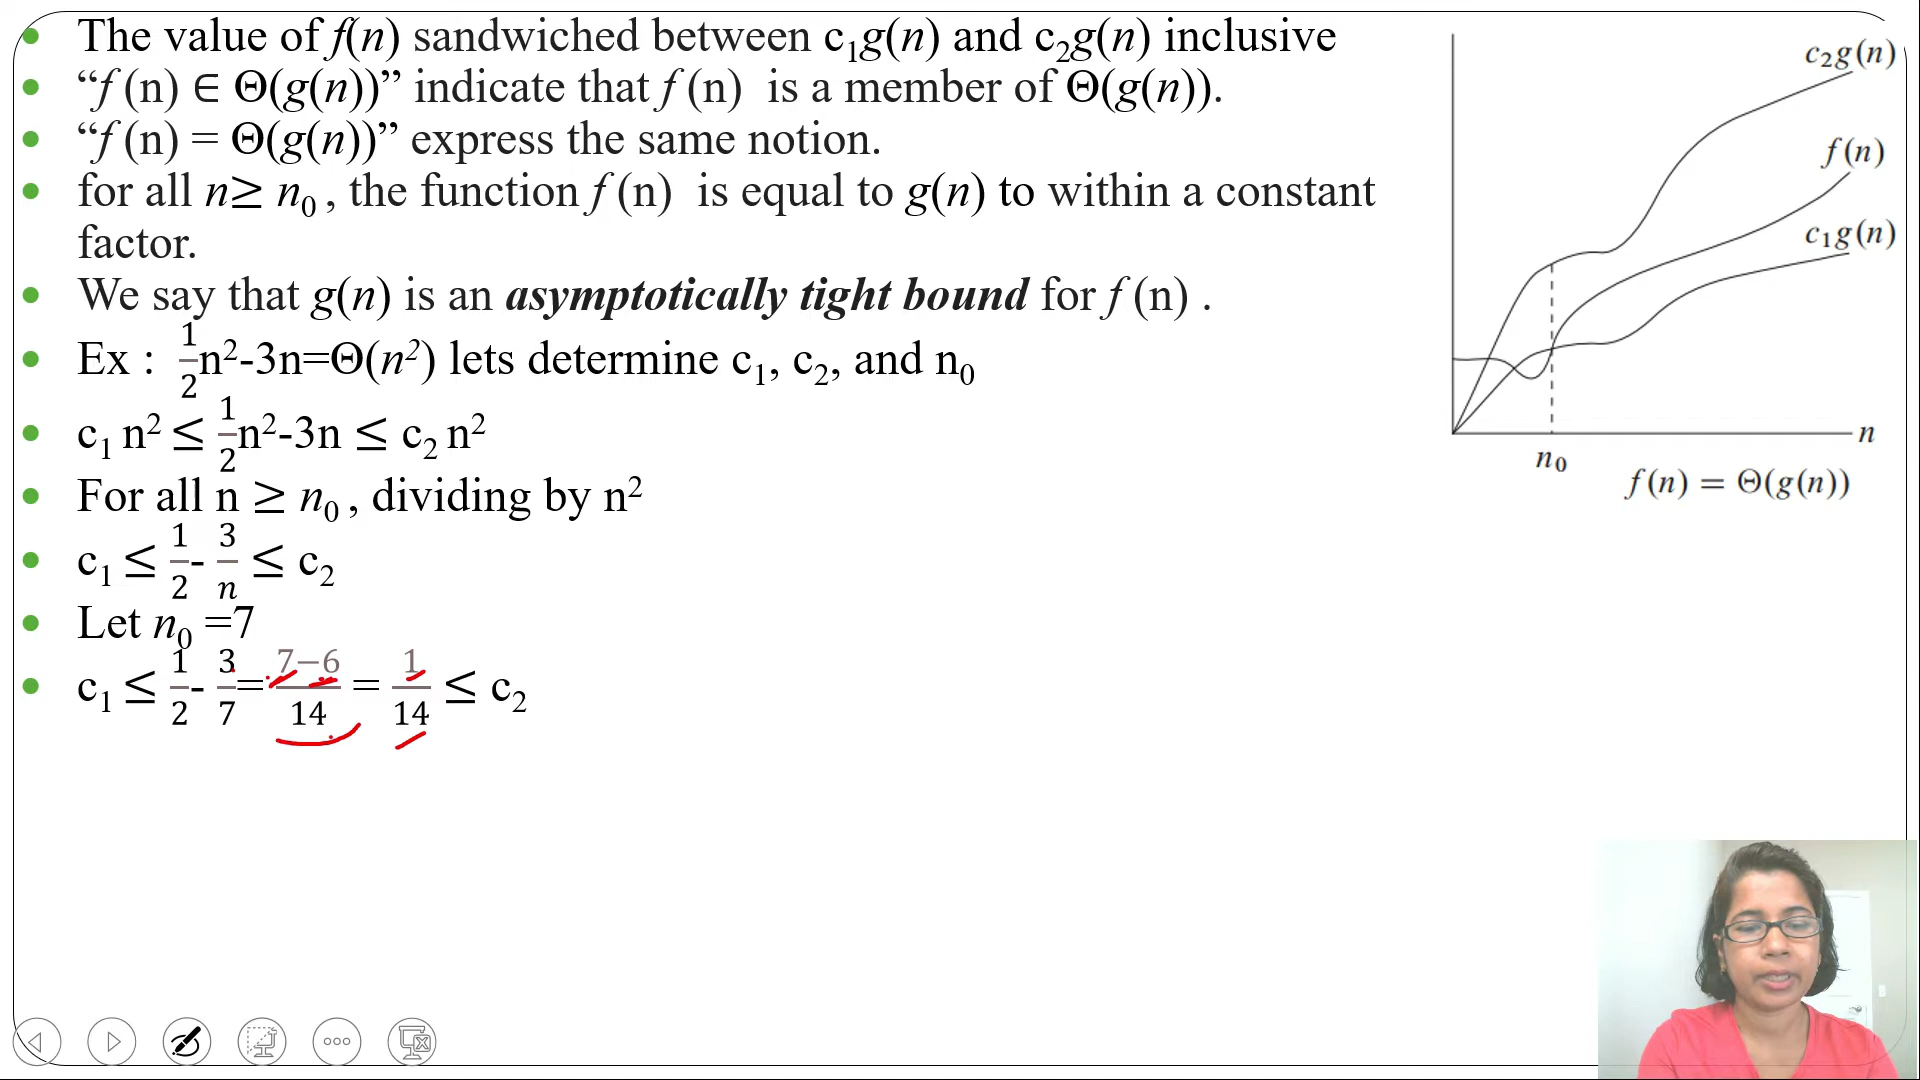 • The value of f(n) sandwiched between c₁g(n) and c₂g(n) inclusive
• “f (n) ∈ Θ(g(n))” indicate that f (n) is a member of Θ(g(n)).
• “f (n) = Θ(g(n))” express the same notion.
• for all n≥ n₀ , the function f (n) is equal to g(n) to within a constant
factor.
• We say that g(n) is an asymptotically tight bound for f (n) .
• Ex : 1/2 n²-3n=Θ(n²) lets determine c₁, c₂, and n₀
• c₁ n² ≤ 1/2 n²-3n ≤ c₂ n²
• For all n ≥ n₀ , dividing by n²
• c₁ ≤ 1/2 - 3/n ≤ c₂
• Let n₀ =7
• c₁ ≤ 1/2 - 3/7 = 7−6/14 = 1/14 ≤ c₂
c₂g(n)
f(n)
c₁g(n)
n
n₀
f(n) = Θ(g(n))